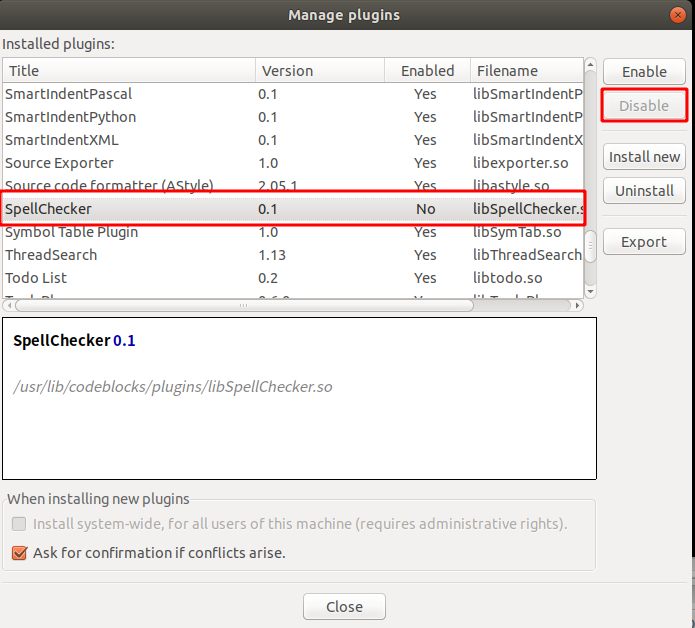 Manage plugins
Installed plugins:
Title Version Enabled Filename
SmartIndentPascal 0.1 Yes libSmartIndentP
SmartIndentPython 0.1 Yes libSmartIndentP
SmartIndentXML 0.1 Yes libSmartIndentX
Source Exporter 1.0 Yes libexporter.so
Source code formatter (AStyle) 2.05.1 Yes libastyle.so
SpellChecker 0.1 No libSpellChecker.s
Symbol Table Plugin 1.0 Yes libSymTab.so
ThreadSearch 1.13 Yes libThreadSearch
Todo List 0.2 Yes libtodo.so
Enable
Disable
Install new
Uninstall
Export
SpellChecker 0.1
/usr/lib/codeblocks/plugins/libSpellChecker.so
When installing new plugins
Install system-wide, for all users of this machine (requires administrative rights).
Ask for confirmation if conflicts arise.
Close